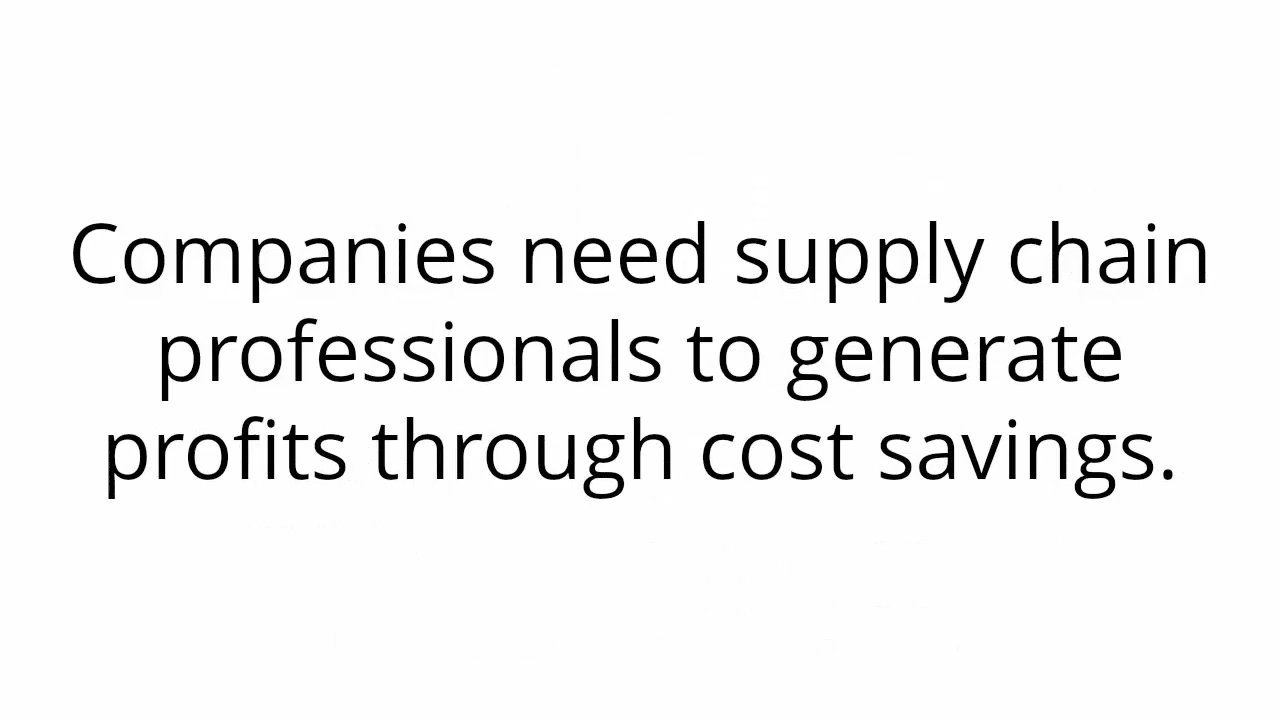 Companies need supply chain
professionals to generate
profits through cost savings.